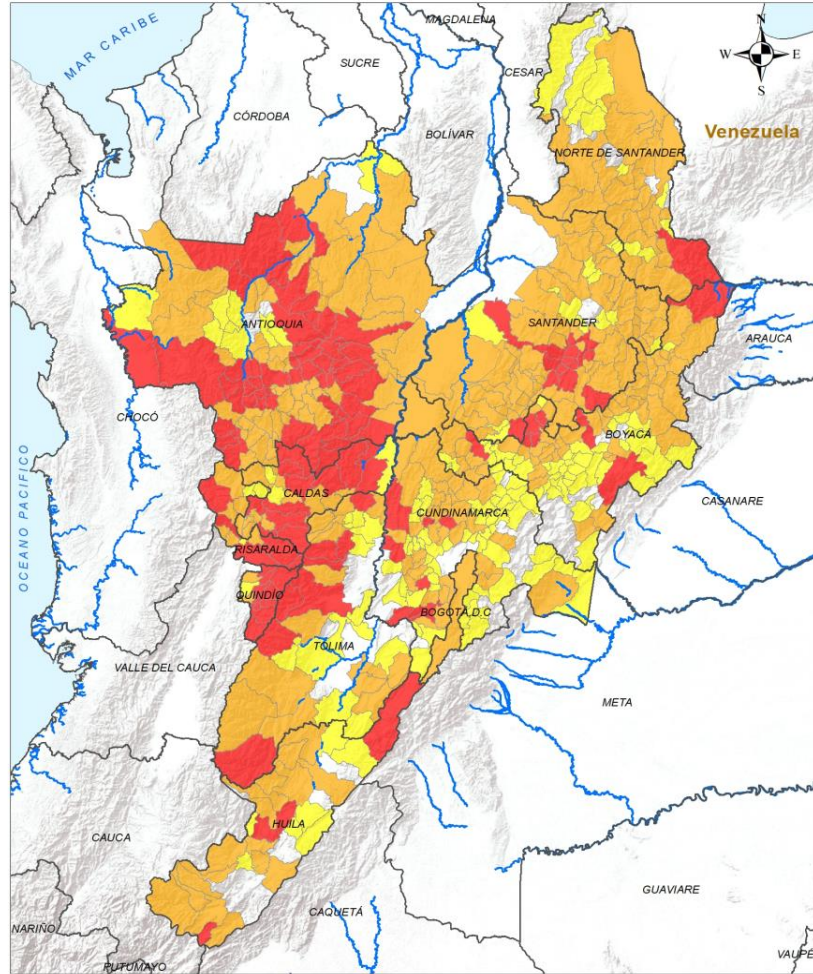 MAGDALENA
N
MAR CARIBE
SUCRE
CESAR
W
E
S
CÓRDOBA
BOLÍVAR
Venezuela
NORTE DE SANTANDER
ANTIOQUIA
SANTANDER
ARAUCA
CHOCÓ
BOYACÁ
CALDAS
CUNDINAMARCA
CASANARE
OCEANO PACIFICO
RISARALDA
QUINDÍO
BOGOTÁ D.C
TOLIMA
VALLE DEL CAUCA
META
HUILA
CAUCA
GUAVIARE
CAQUETÁ
NARIÑO
PUTUMAYO
VAUPÉ